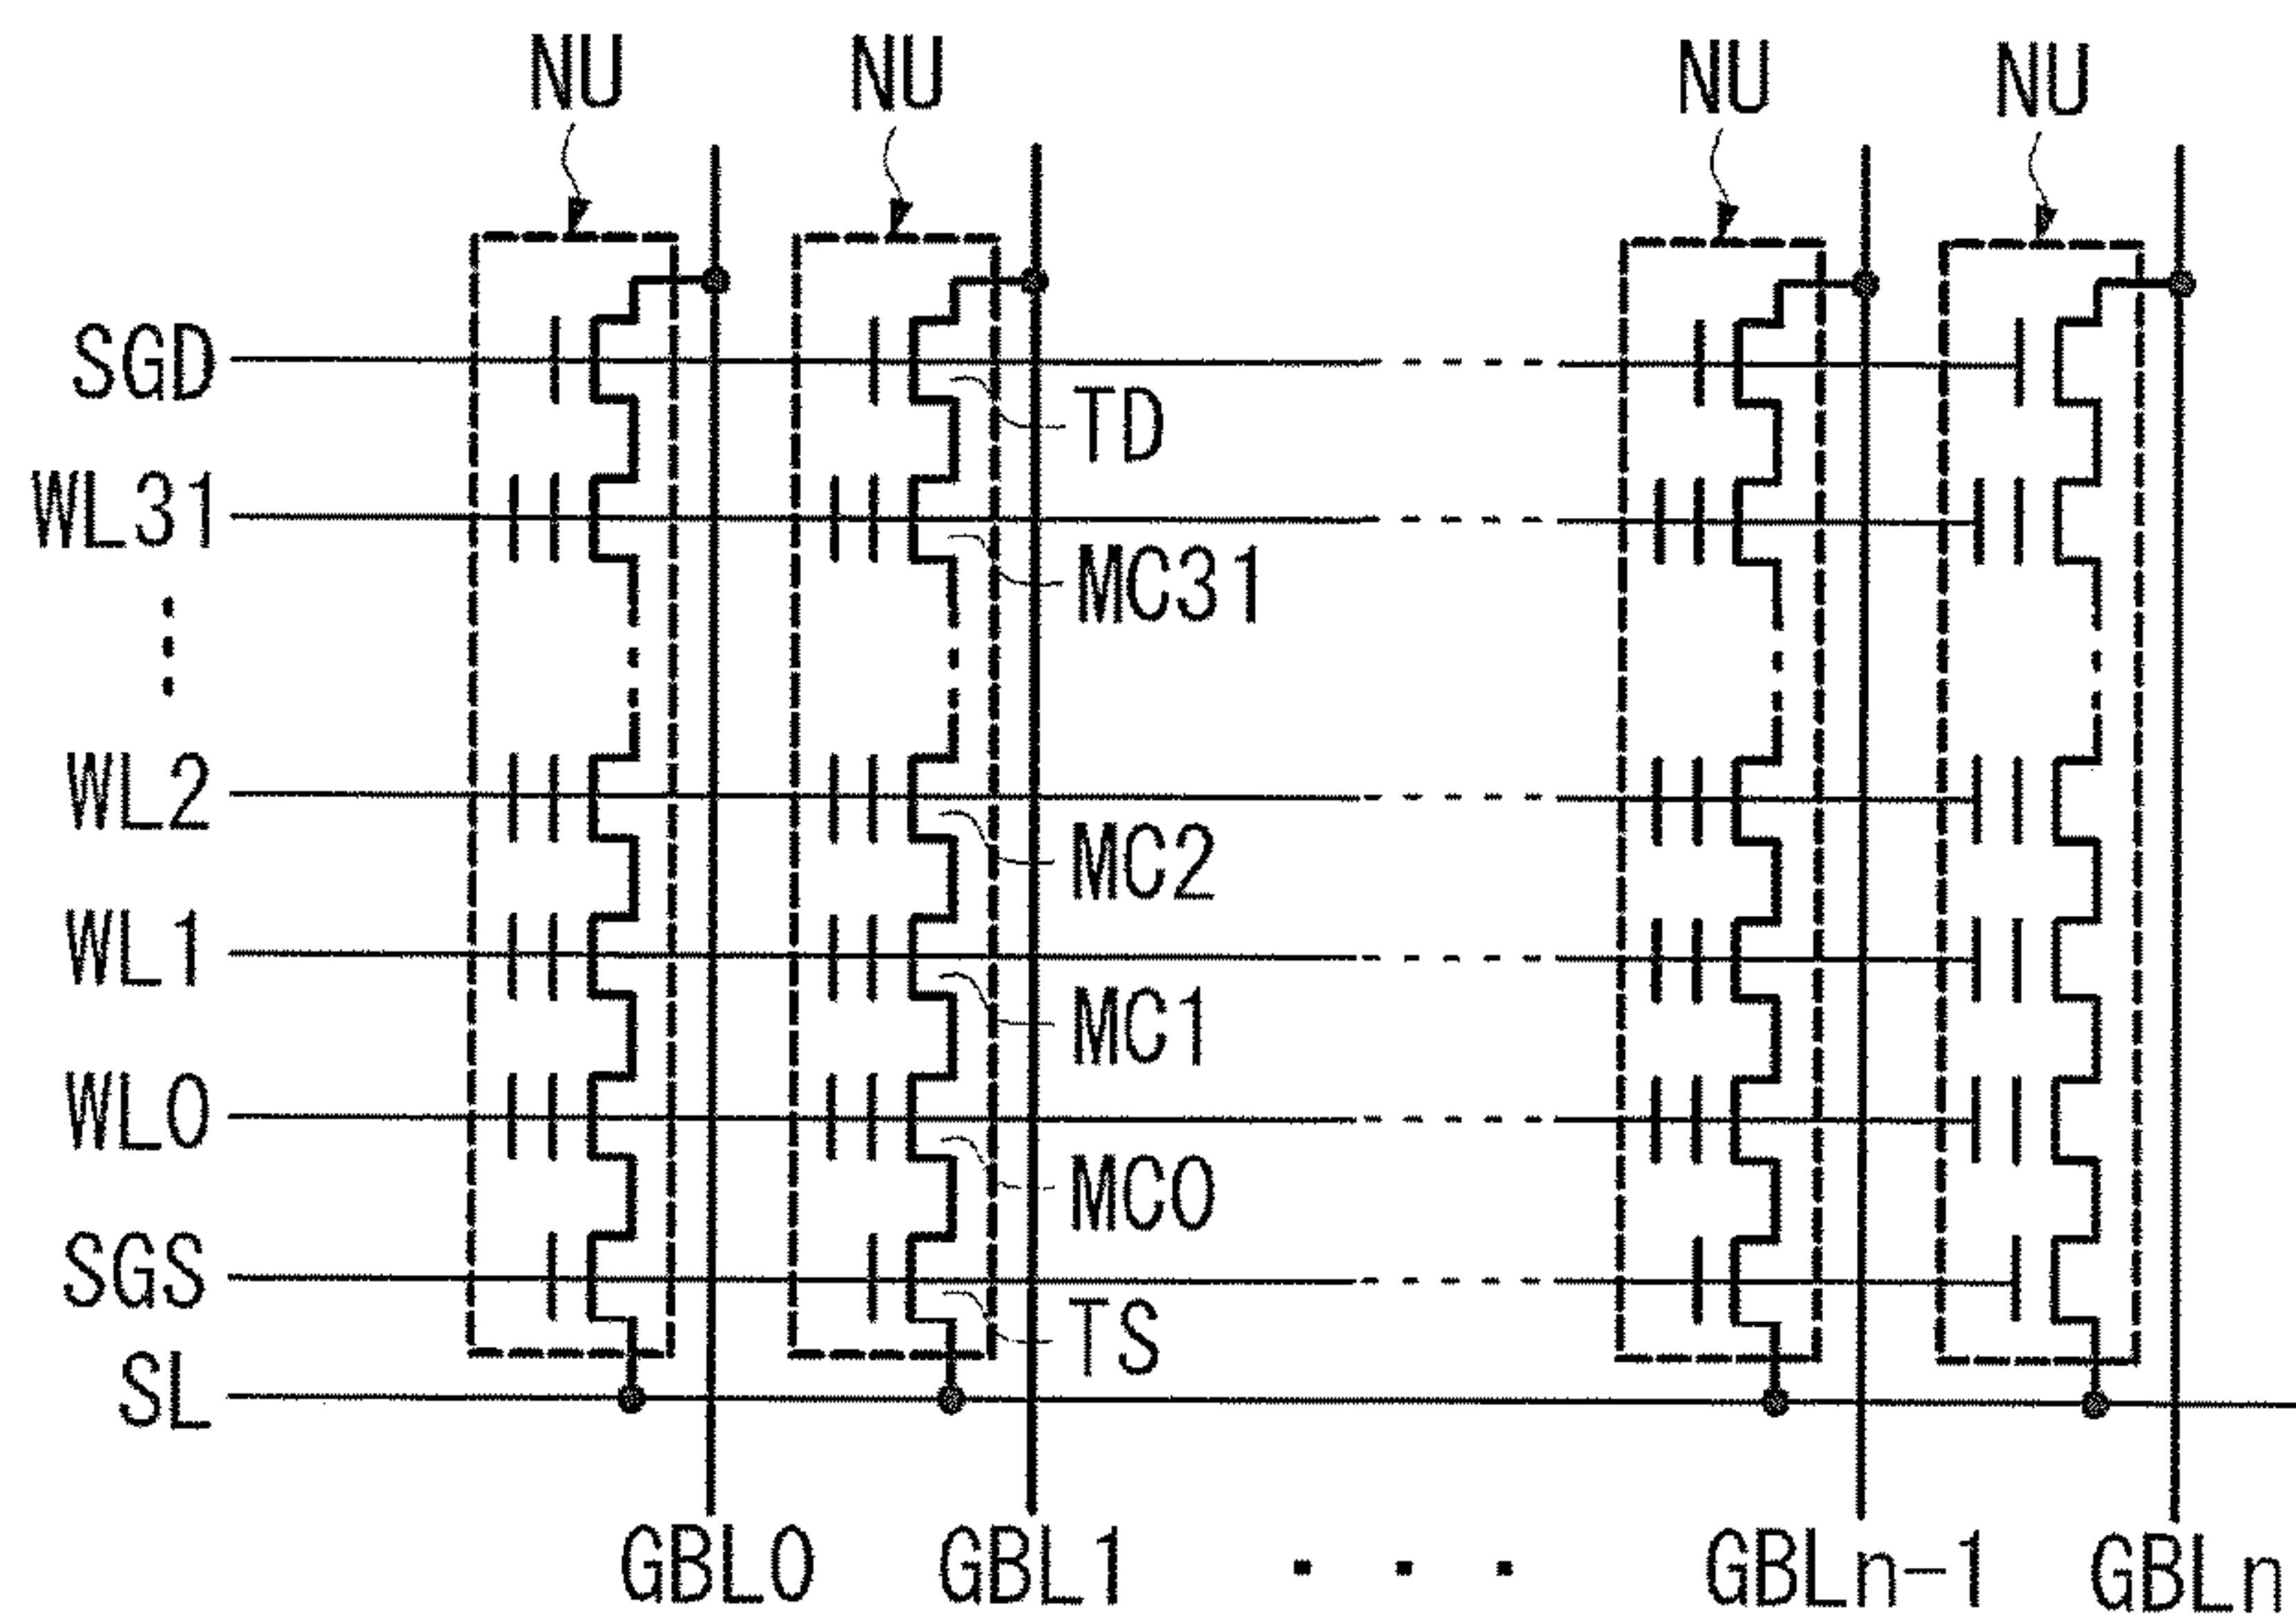 NU NU NU NU
SGD
TD
WL31
MC31
WL2
MC2
WL1
MC1
WL0
MC0
SGS
TS
SL
GBL0 GBL1 ... GBLn-1 GBLn